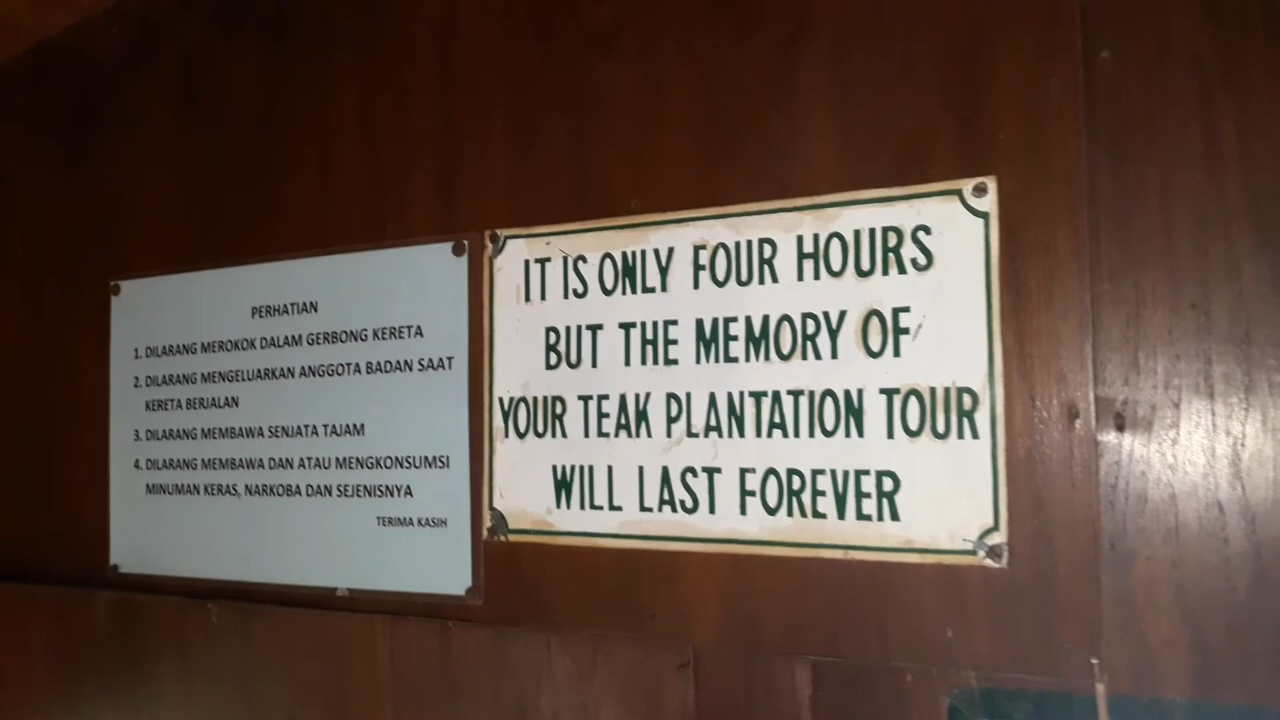 PERHATIAN
1. DILARANG MEROKOK DALAM GERBONG KERETA
2. DILARANG MENGELUARKAN ANGGOTA BADAN SAAT
KERETA BERJALAN
3. DILARANG MEMBAWA SENJATA TAJAM
4. DILARANG MEMBAWA DAN ATAU MENGKONSUMSI
MINUMAN KERAS, NARKOBA DAN SEJENISNYA
TERIMA KASIH
IT IS ONLY FOUR HOURS
BUT THE MEMORY OF
YOUR TEAK PLANTATION TOUR
WILL LAST FOREVER